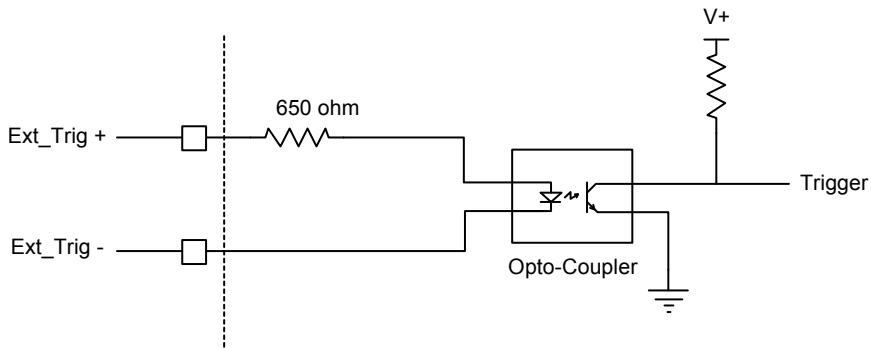 V+
650 ohm
Ext_Trig +
Trigger
Ext_Trig -
Opto-Coupler